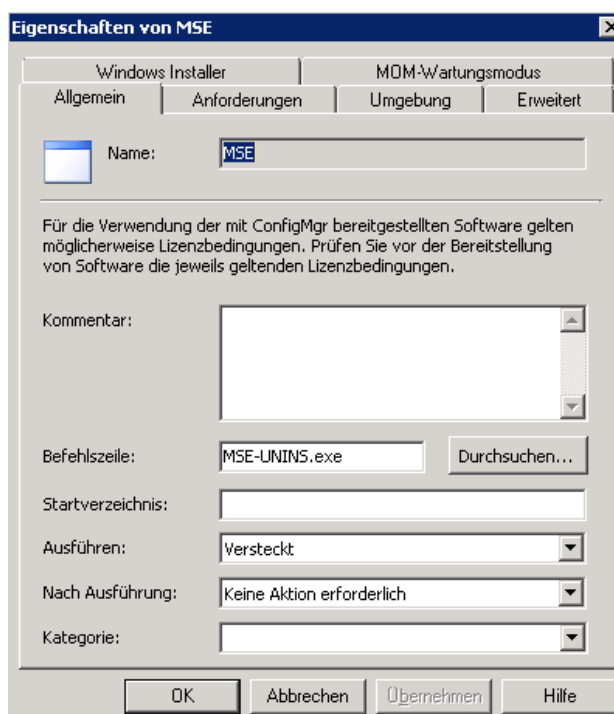 Eigenschaften von MSE
Windows Installer
MOM-Wartungsmodus
Allgemein
Anforderungen
Umgebung
Erweitert
Name:
MSE
Für die Verwendung der mit ConfigMgr bereitgestellten Software gelten
möglicherweise Lizenzbedingungen. Prüfen Sie vor der Bereitstellung
von Software die jeweils geltenden Lizenzbedingungen.
Kommentar:
Befehlszeile:
MSE-UNINS.exe
Durchsuchen...
Startverzeichnis:
Ausführen:
Versteckt
Nach Ausführung:
Keine Aktion erforderlich
Kategorie:
OK
Abbrechen
Übernehmen
Hilfe